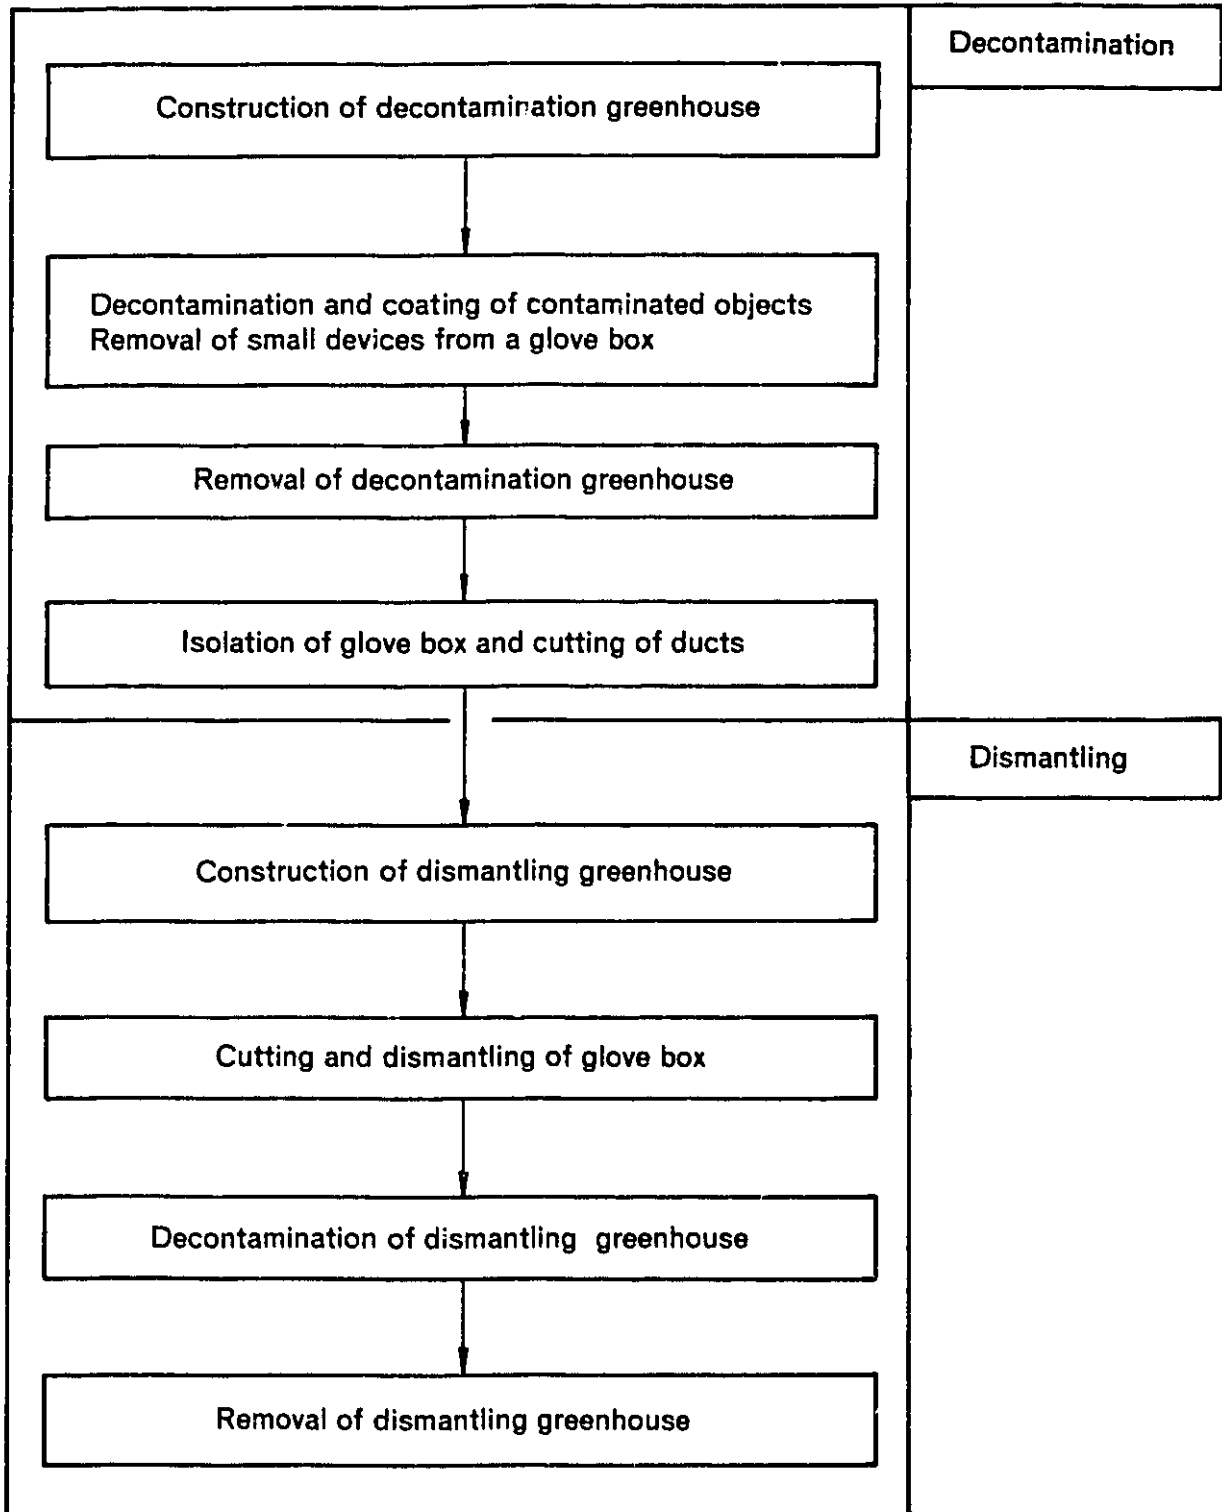 Decontamination
Construction of decontamination greenhouse
Decontamination and coating of contaminated objects
Removal of small devices from a glove box
Removal of decontamination greenhouse
Isolation of glove box and cutting of ducts
Dismantling
Construction of dismantling greenhouse
Cutting and dismantling of glove box
Decontamination of dismantling greenhouse
Removal of dismantling greenhouse